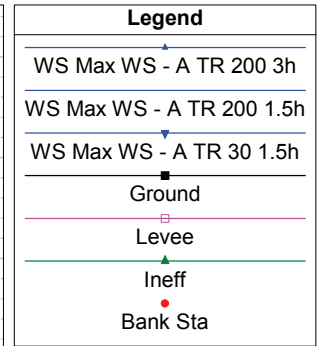 Legend
WS Max WS - A TR 200 3h
WS Max WS - A TR 200 1.5h
WS Max WS - A TR 30 1.5h
Ground
Levee
Ineff
Bank Sta